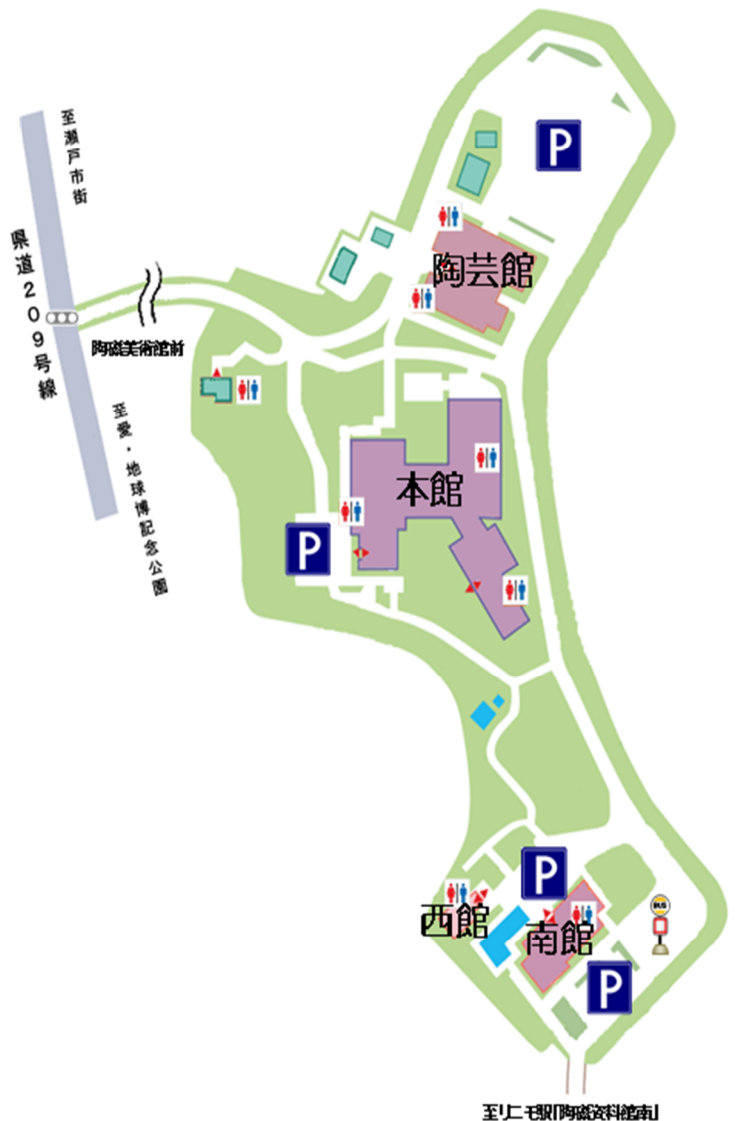 至瀬戸市街
県道209号線
陶磁美術館前
至愛・地球博記念公園
P
陶芸館
本館
P
P
西館
南館
BUS
P
至リニモ駅「陶磁資料館南」